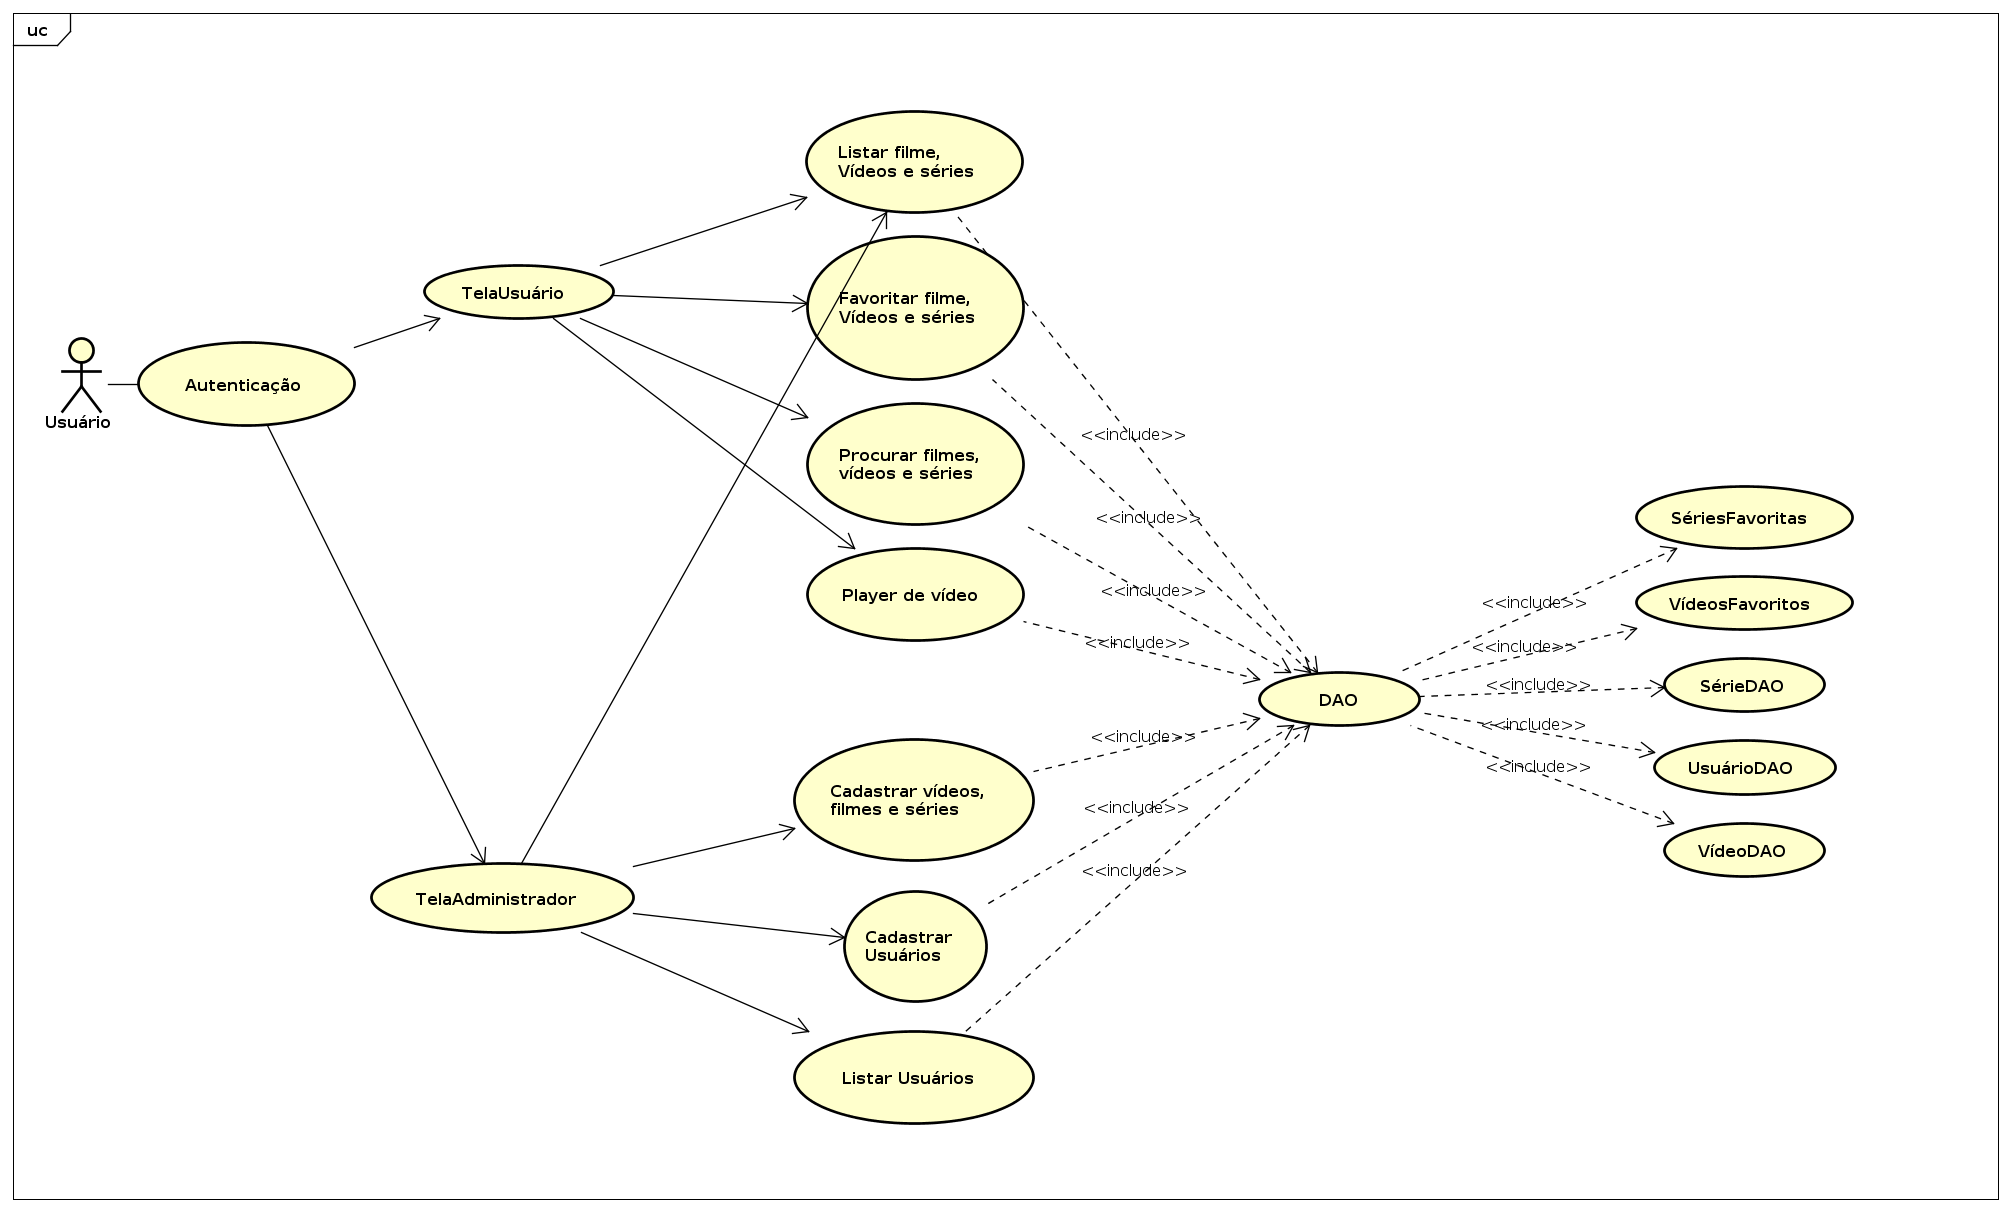 uc
Listar filme,
Vídeos e séries
TelaUsuário
Favoritar filme,
Vídeos e séries
Autenticação
Usuário
Procurar filmes,
vídeos e séries
Player de vídeo
<<include>>
<<include>>
<<include>>
<<include>>
DAO
<<include>>
<<include>>
<<include>>
<<include>>
<<include>>
SériesFavoritas
VídeosFavoritos
SérieDAO
UsuárioDAO
VídeoDAO
<<include>>
<<include>>
<<include>>
Cadastrar vídeos,
filmes e séries
TelaAdministrador
Cadastrar
Usuários
Listar Usuários